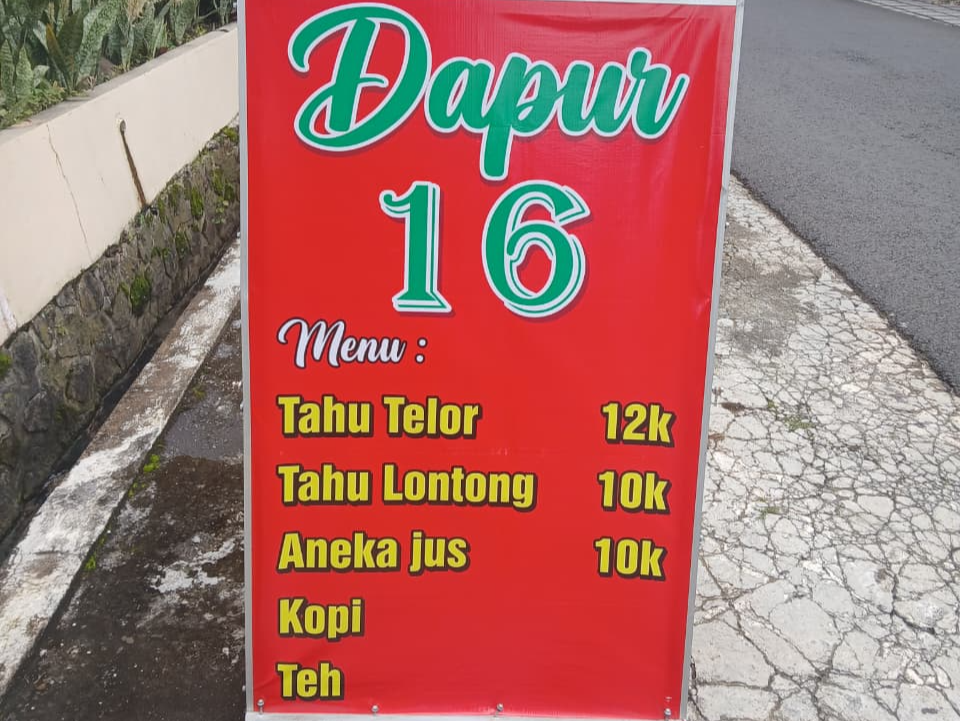 Dapur
16
Menu :
Tahu Telor 12k
Tahu Lontong 10k
Aneka jus 10k
Kopi
Teh